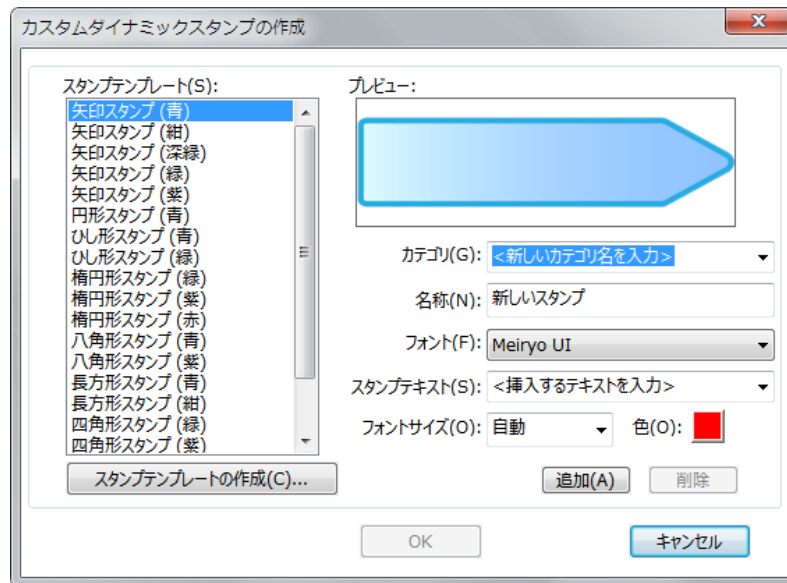 カスタムダイナミックスタンプの作成
スタンプテンプレート(S):
矢印スタンプ (青)
矢印スタンプ (紺)
矢印スタンプ (深緑)
矢印スタンプ (緑)
矢印スタンプ (紫)
円形スタンプ (青)
ひし形スタンプ (青)
ひし形スタンプ (緑)
楕円形スタンプ (緑)
楕円形スタンプ (紫)
楕円形スタンプ (赤)
八角形スタンプ (青)
八角形スタンプ (紫)
長方形スタンプ (青)
長方形スタンプ (紺)
四角形スタンプ (緑)
四角形スタンプ (紫)
スタンプテンプレートの作成(C)...
プレビュー:
カテゴリ(G): <新しいカテゴリ名を入力>
名称(N): 新しいスタンプ
フォント(F): Meiryo UI
スタンプテキスト(S): <挿入するテキストを入力>
フォントサイズ(O): 自動 色(O):
追加(A) 削除
OK キャンセル